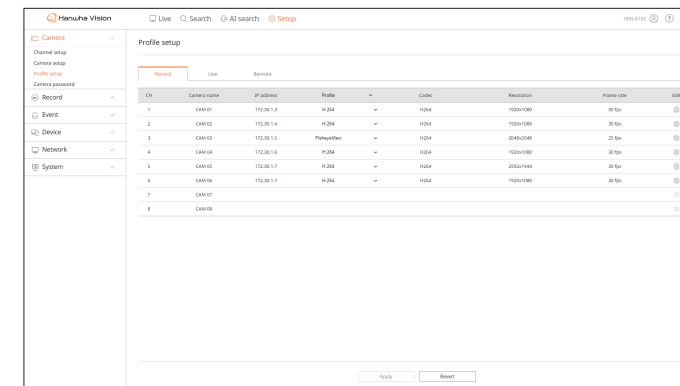 Hanwha Vision
Live Search AI search Setup
XRN-815S
Camera
Channel setup
Camera setup
Profile setup
Camera password
Record
Event
Device
Network
System
Profile setup
Record Live Remote
CH Camera name IP address Profile Codec Resolution Frame rate Edit
1 CAM 01 172.30.1.3 H.264 H264 1920x1080 30 fps
2 CAM 02 172.30.1.4 H.264 H264 1920x1080 30 fps
3 CAM 03 172.30.1.5 FisheyeView H264 2048x2048 25 fps
4 CAM 04 172.30.1.6 H.264 H264 1920x1080 30 fps
5 CAM 05 172.30.1.7 H.264 H264 2592x1944 30 fps
6 CAM 06 172.30.1.7 H.264 H264 1920x1080 30 fps
7 CAM 07
8 CAM 08
Apply Revert